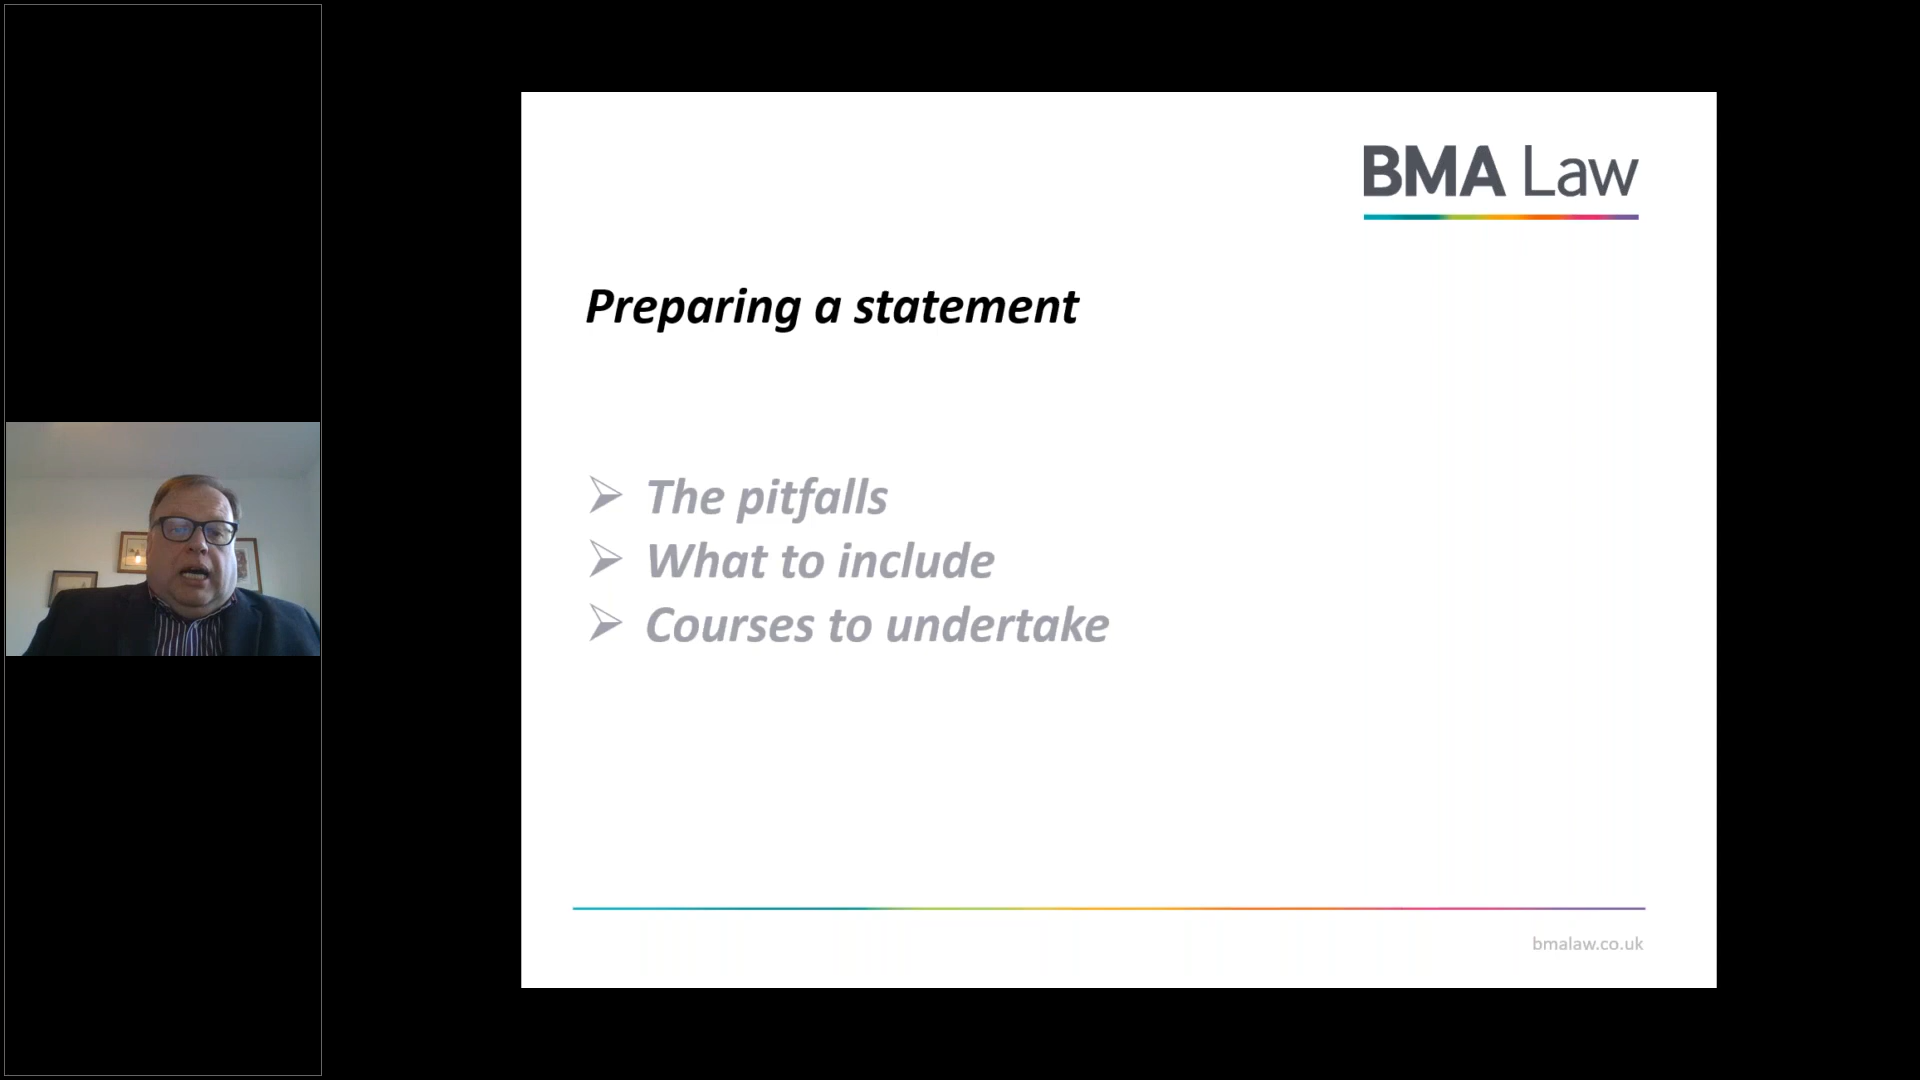 BMA Law
Preparing a statement
The pitfalls
What to include
Courses to undertake
bmalaw.co.uk